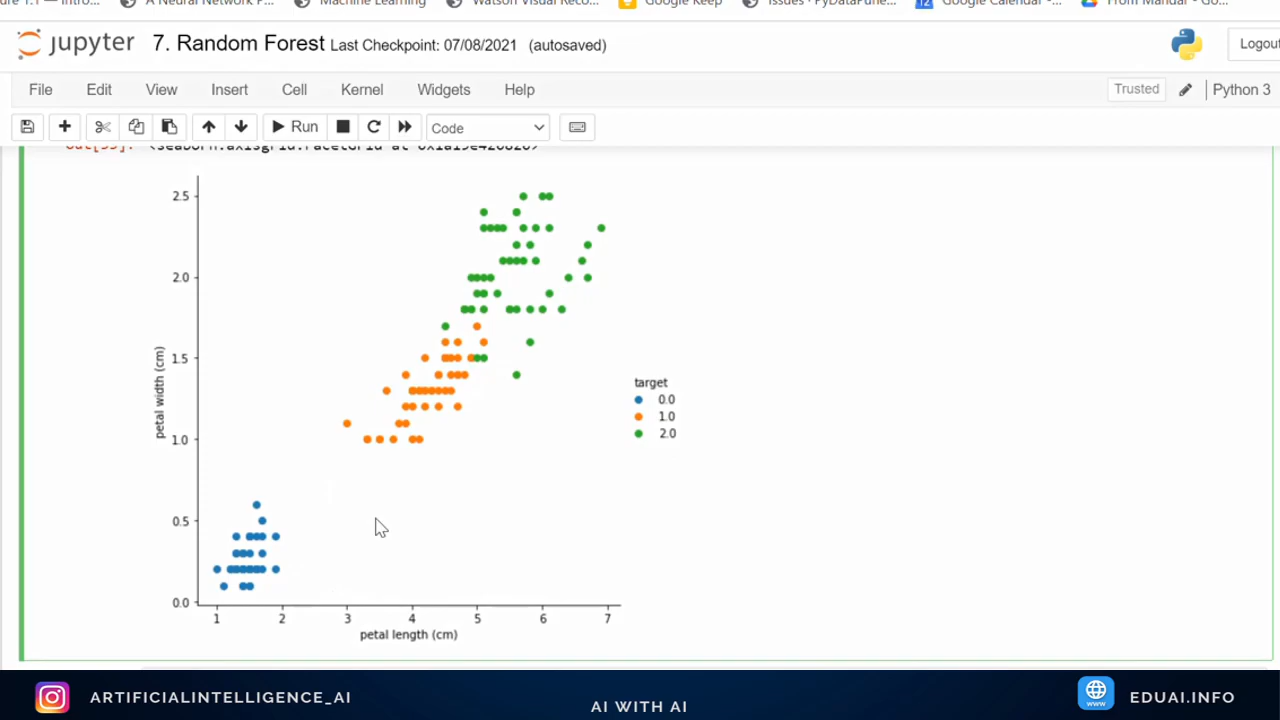 A Neural Network P...
Machine Learning
Watson Visual Reco...
Google Keep
Issues · PyDataPune...
Google Calendar -...
From Manuar - Go...
jupyter 7. Random Forest Last Checkpoint: 07/08/2021 (autosaved)
Logout
File Edit View Insert Cell Kernel Widgets Help
Trusted Python 3
Run Code
2.5
2.0
1.5
1.0
0.5
0.0
petal width (cm)
target
0.0
1.0
2.0
1 2 3 4 5 6 7
petal length (cm)
ARTIFICIALINTELLIGENCE_AI
AI WITH AI
www
EDUAI.INFO